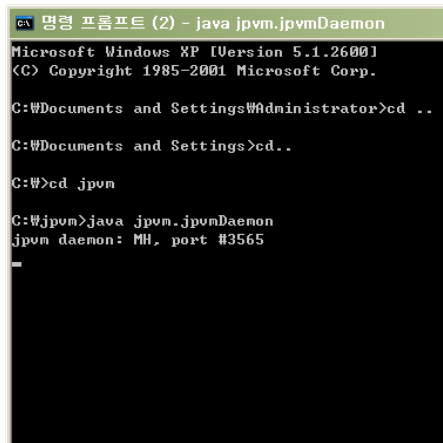 명령 프롬프트 (2) - java jpvm.jpvmDaemon
Microsoft Windows XP [Version 5.1.2600]
(C) Copyright 1985-2001 Microsoft Corp.
C:₩Documents and Settings₩Administrator>cd ..
C:₩Documents and Settings>cd..
C:₩>cd jpvm
C:₩jpvm>java jpvm.jpvmDaemon
jpvm daemon: MH, port #3565